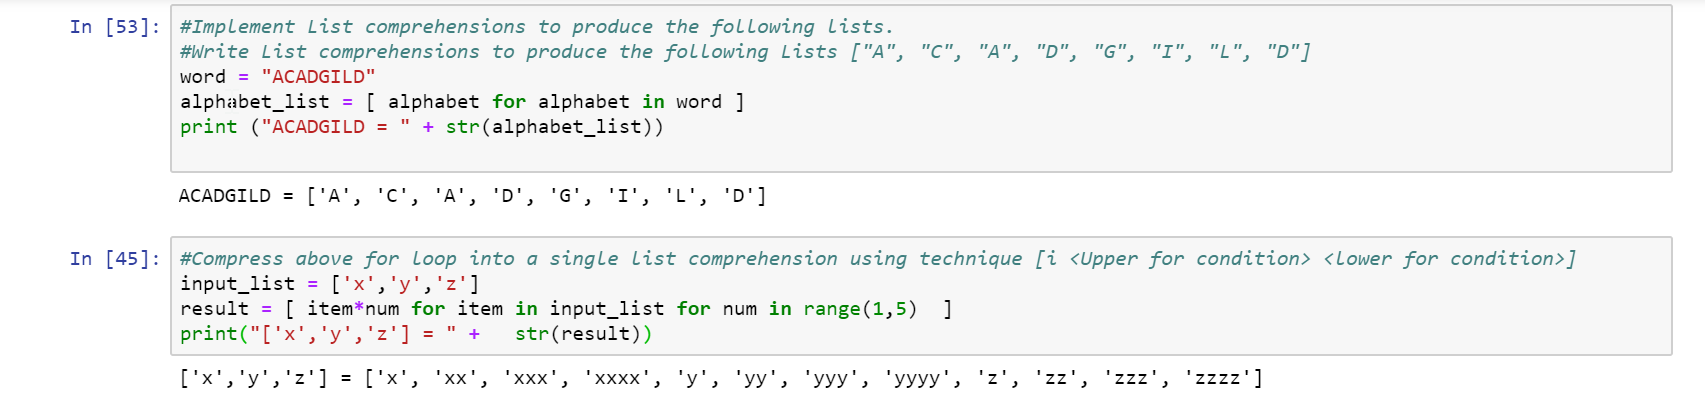 In [53]:
#Implement List comprehensions to produce the following lists.
#Write List comprehensions to produce the following Lists ["A", "C", "A", "D", "G", "I", "L", "D"]
word = "ACADGILD"
alphabet_list = [ alphabet for alphabet in word ]
print ("ACADGILD = " + str(alphabet_list))
ACADGILD = ['A', 'C', 'A', 'D', 'G', 'I', 'L', 'D']
In [45]:
#Compress above for loop into a single list comprehension using technique [i <Upper for condition> <lower for condition>]
input_list = ['x','y','z']
result = [ item*num for item in input_list for num in range(1,5)  ]
print("['x','y','z'] = " +   str(result))
['x','y','z'] = ['x', 'xx', 'xxx', 'xxxx', 'y', 'yy', 'yyy', 'yyyy', 'z', 'zz', 'zzz', 'zzzz']